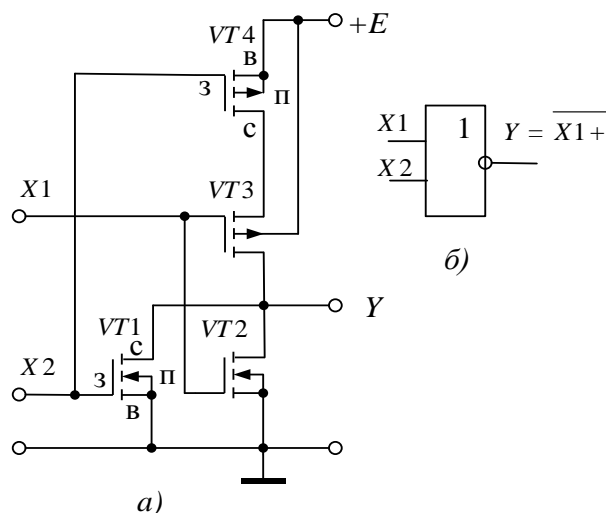 VT4
+E
в
з
п
с
X1
VT3
X1
1
Y = X1+
X2
б)
Y
VT1
с
VT2
X2
з
п
в
а)